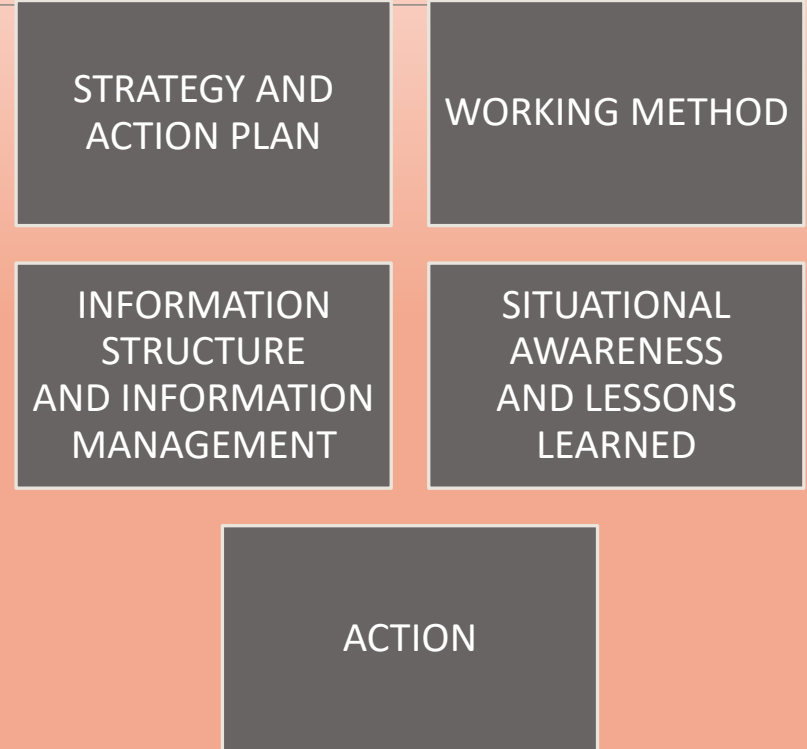 STRATEGY AND
ACTION PLAN
WORKING METHOD
INFORMATION
STRUCTURE
AND INFORMATION
MANAGEMENT
SITUATIONAL
AWARENESS
AND LESSONS
LEARNED
ACTION